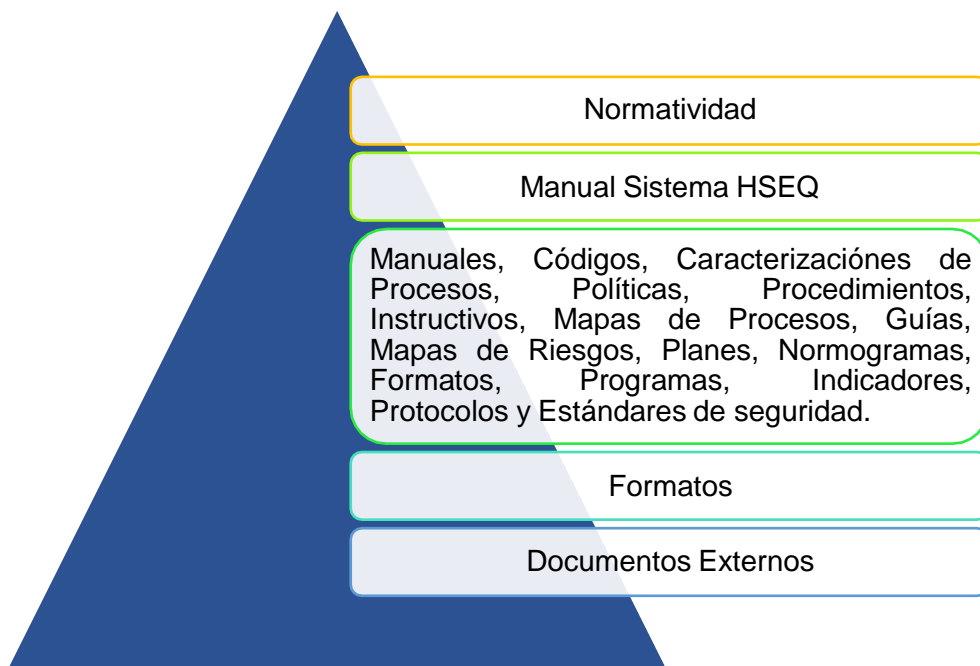 Normatividad
Manual Sistema HSEQ
Manuales, Códigos, Caracterizaciónes de
Procesos, Políticas, Procedimientos,
Instructivos, Mapas de Procesos, Guías,
Mapas de Riesgos, Planes, Normogramas,
Formatos, Programas, Indicadores,
Protocolos y Estándares de seguridad.
Formatos
Documentos Externos